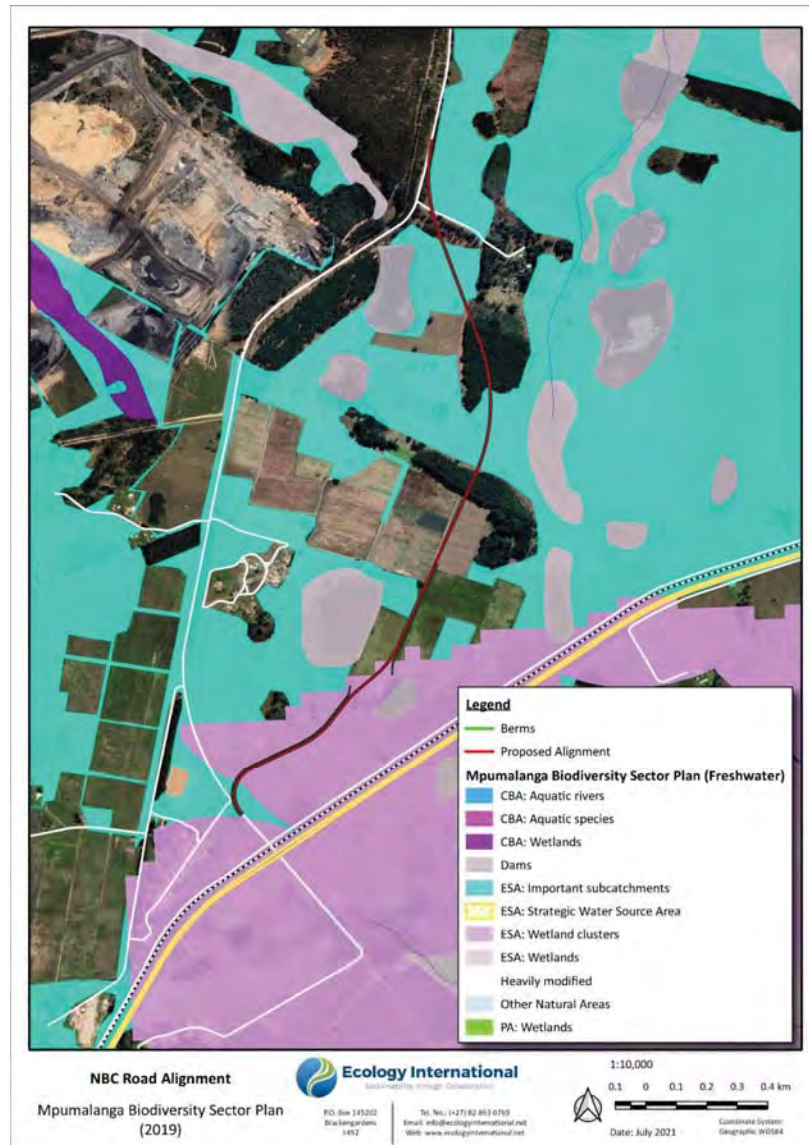 Legend
Berms
Proposed Alignment
Mpumalanga Biodiversity Sector Plan (Freshwater)
CBA: Aquatic rivers
CBA: Aquatic species
CBA: Wetlands
Dams
ESA: Important subcatchments
ESA: Strategic Water Source Area
ESA: Wetland clusters
ESA: Wetlands
Heavily modified
Other Natural Areas
PA: Wetlands
NBC Road Alignment
Mpumalanga Biodiversity Sector Plan
(2019)
Ecology International
Sustainability through Collaboration
P.O. Box 145202
Brackengardens
1452
Tel. No.: (+27) 82 863 0769
Email: info@ecologyinternational.net
Web: www.ecologyinternational.net
1:10,000
0.1 0 0.1 0.2 0.3 0.4 km
Date: July 2021
Coordinate System:
Geographic WGS84